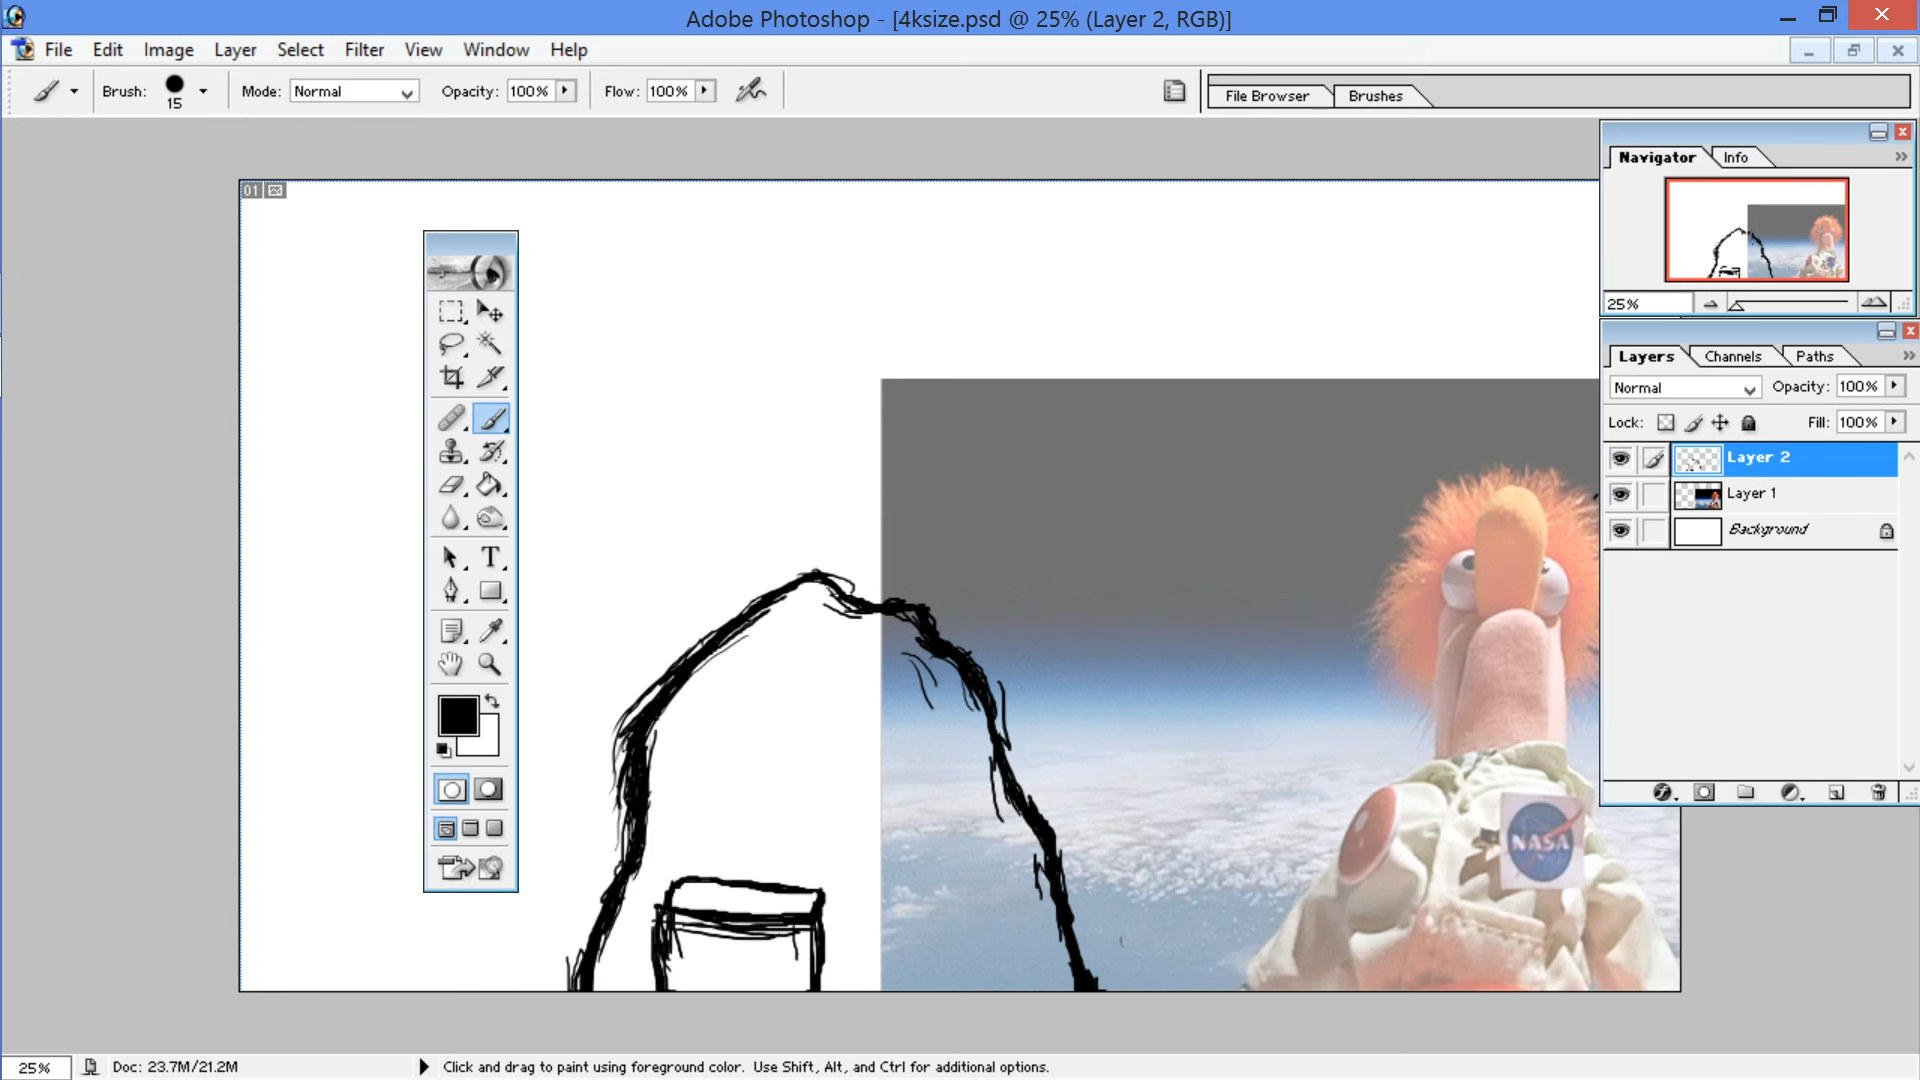 Adobe Photoshop - [4ksize.psd @ 25% (Layer 2, RGB)]
File Edit Image Layer Select Filter View Window Help
Brush: 15 Mode: Normal Opacity: 100% Flow: 100% File Browser Brushes
01
Navigator Info
25%
Layers Channels Paths
Normal Opacity: 100%
Lock: Fill: 100%
Layer 2
Layer 1
Background
T
NASA
25% Doc: 23.7M/21.2M Click and drag to paint using foreground color. Use Shift, Alt, and Ctrl for additional options.